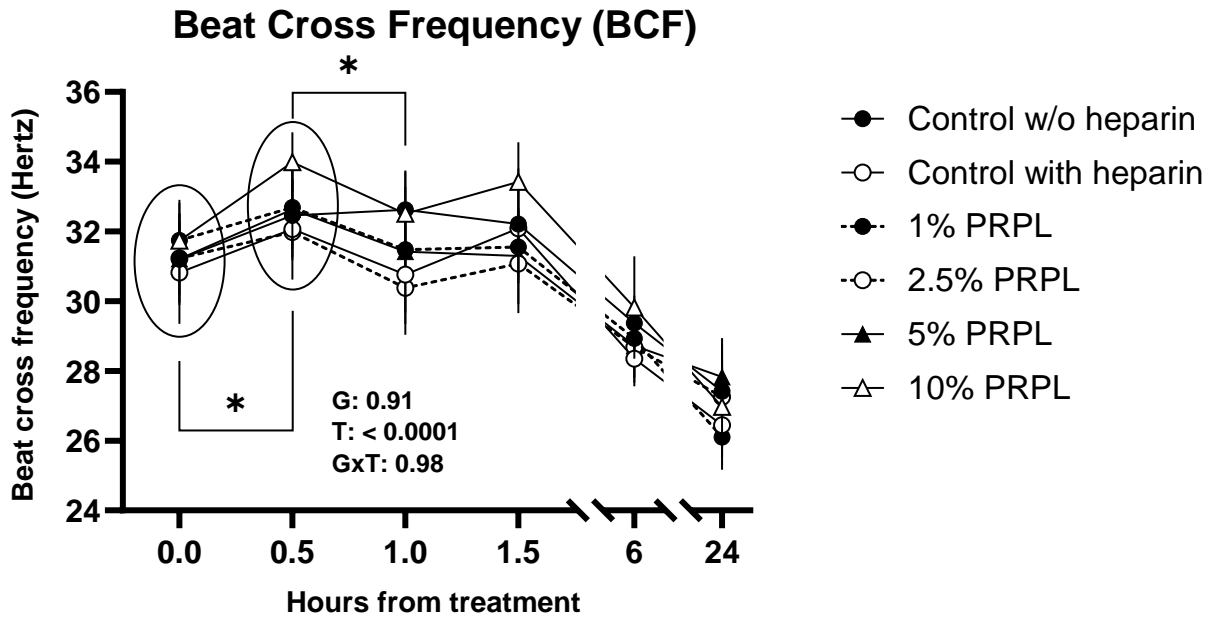 Beat Cross Frequency (BCF)
*
36
34
32
30
28
26
24
Beat cross frequency (Hertz)
*
G: 0.91
T: < 0.0001
GxT: 0.98
0.0 0.5 1.0 1.5 6 24
Hours from treatment
Control w/o heparin
Control with heparin
1% PRPL
2.5% PRPL
5% PRPL
10% PRPL